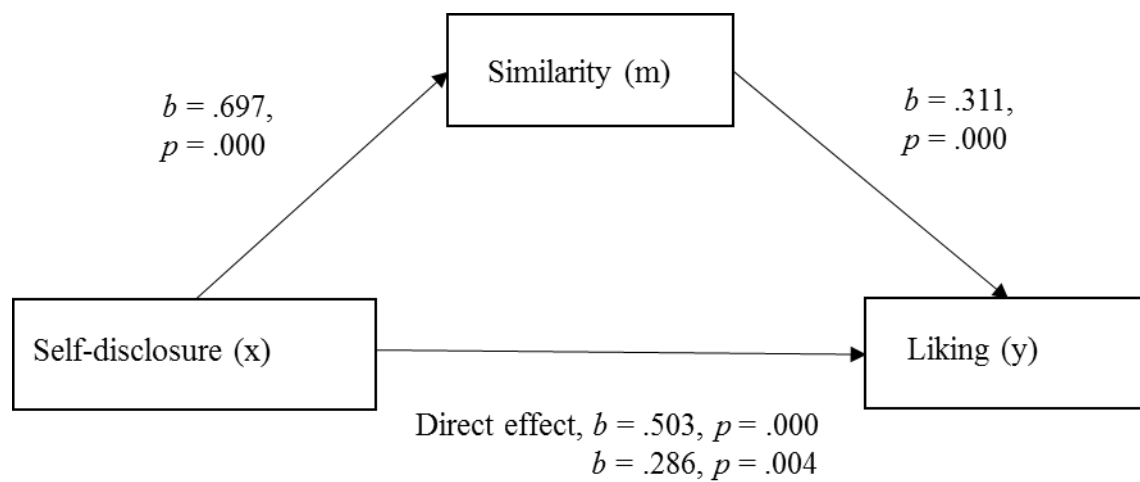 Similarity (m)
b = .697,
p = .000
b = .311,
p = .000
Self-disclosure (x)
Liking (y)
Direct effect, b = .503, p = .000
b = .286, p = .004